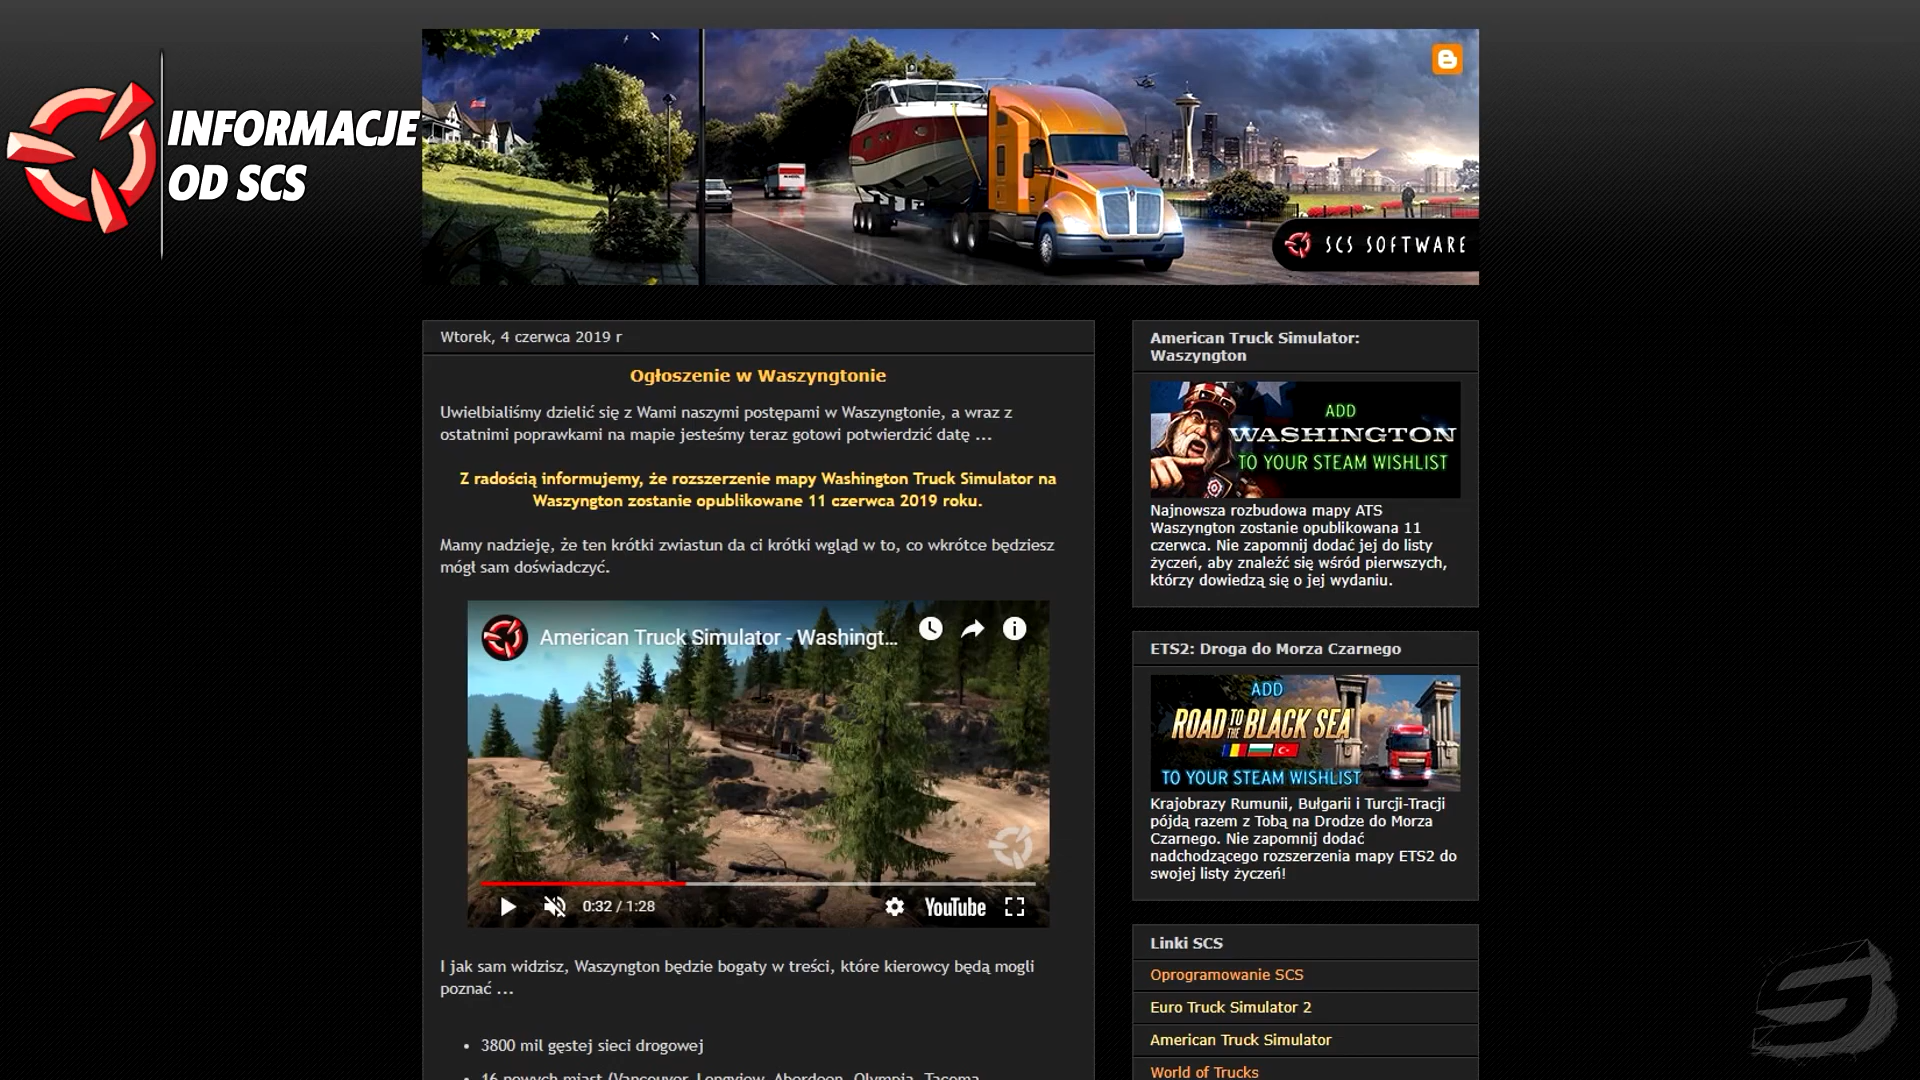 INFORMACJE
OD SCS
SCS SOFTWARE
Wtorek, 4 czerwca 2019 r
Ogłoszenie w Waszyngtonie
Uwielbialiśmy dzielić się z Wami naszymi postępami w Waszyngtonie, a wraz z
ostatnimi poprawkami na mapie jesteśmy teraz gotowi potwierdzić datę ...
Z radością informujemy, że rozszerzenie mapy Washington Truck Simulator na
Waszyngton zostanie opublikowane 11 czerwca 2019 roku.
Mamy nadzieję, że ten krótki zwiastun da ci krótki wgląd w to, co wkrótce będziesz
mógł sam doświadczyć.
American Truck Simulator - Washingt...
0:32 / 1:28
YouTube
I jak sam widzisz, Waszyngton będzie bogaty w treści, które kierowcy będą mogli
poznać ...
• 3800 mil gęstej sieci drogowej
• 16 nowych miast (Vancouver, Longview, Aberdeen, Olympia, Tacoma,
American Truck Simulator:
Waszyngton
ADD
WASHINGTON
TO YOUR STEAM WISHLIST
Najnowsza rozbudowa mapy ATS
Waszyngton zostanie opublikowana 11
czerwca. Nie zapomnij dodać jej do listy
życzeń, aby znaleźć się wśród pierwszych,
którzy dowiedzą się o jej wydaniu.
ETS2: Droga do Morza Czarnego
ADD
ROAD TO THE BLACK SEA
TO YOUR STEAM WISHLIST
Krajobrazy Rumunii, Bułgarii i Turcji-Tracji
pójdą razem z Tobą na Drodze do Morza
Czarnego. Nie zapomnij dodać
nadchodzącego rozszerzenia mapy ETS2 do
swojej listy życzeń!
Linki SCS
Oprogramowanie SCS
Euro Truck Simulator 2
American Truck Simulator
World of Trucks